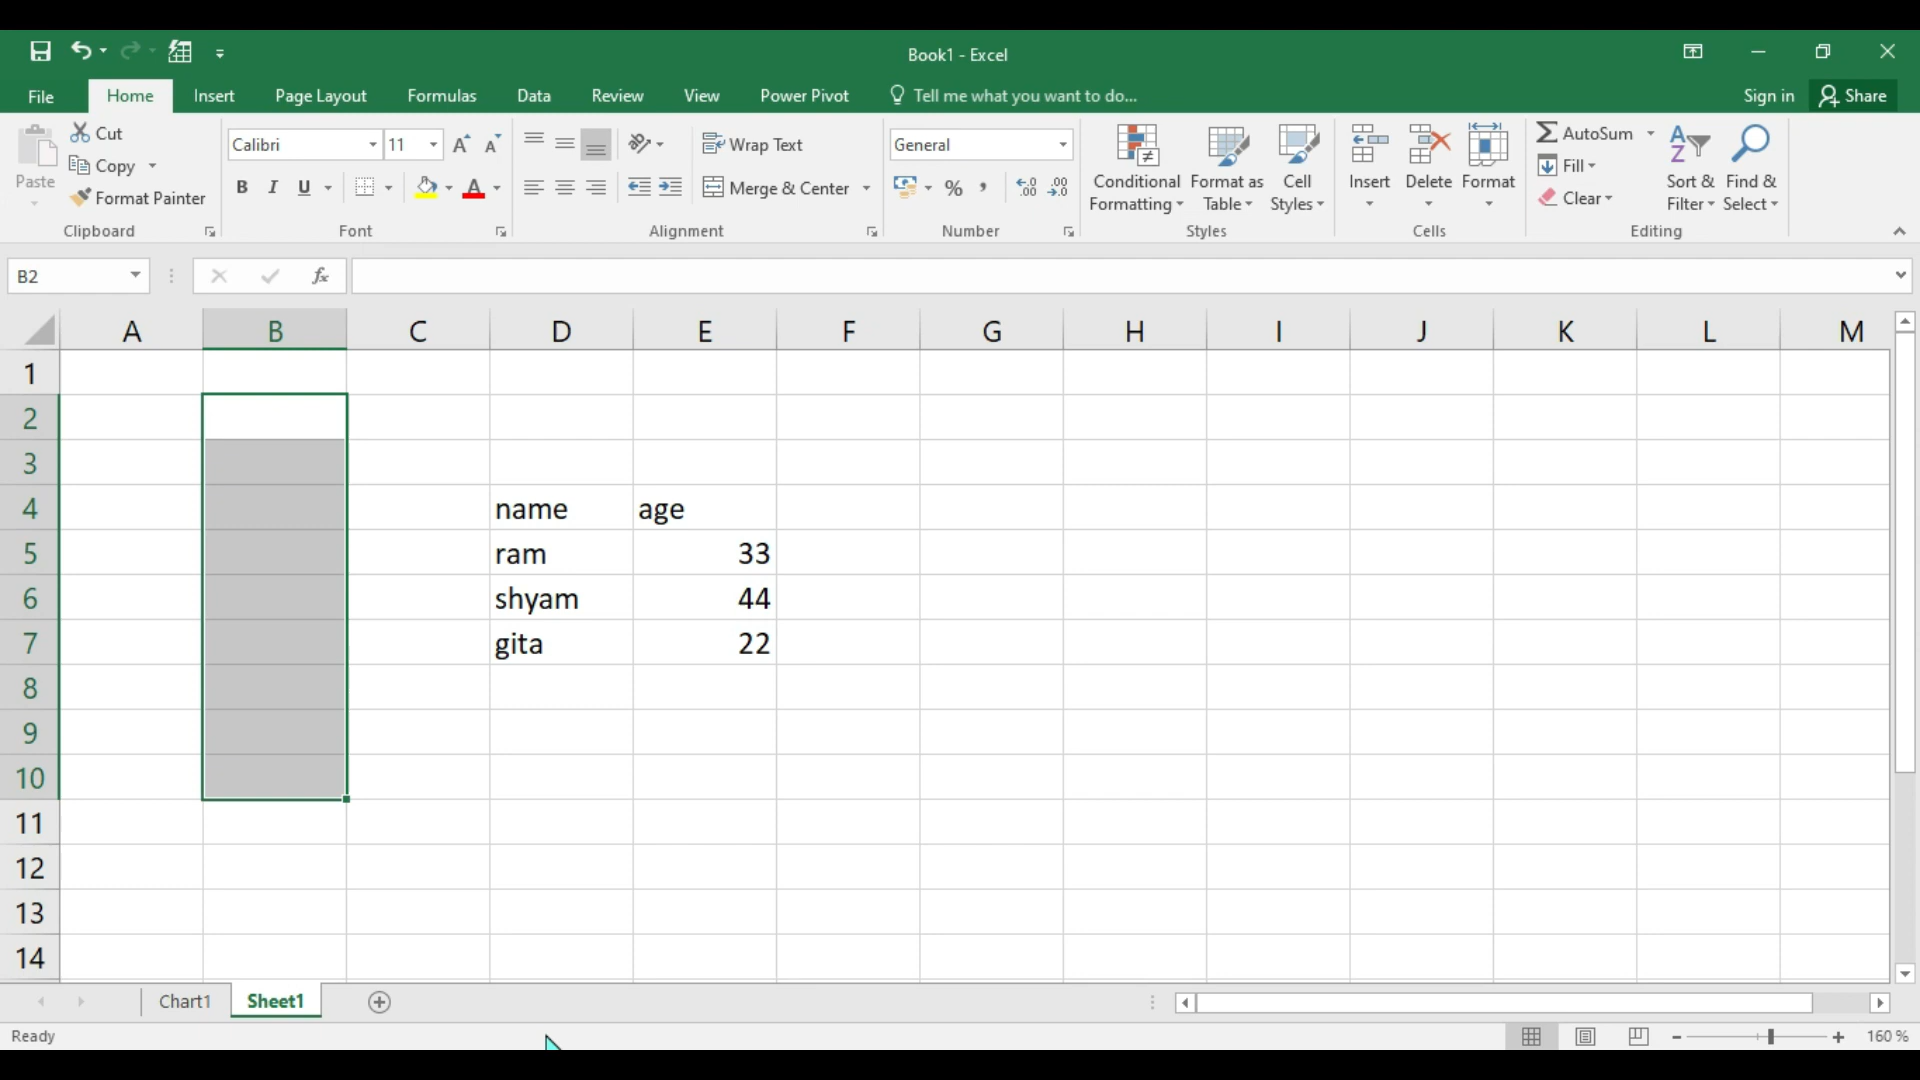 Book1 - Excel
File Home Insert Page Layout Formulas Data Review View Power Pivot Tell me what you want to do... Sign in Share
Paste Cut Copy Format Painter Clipboard
Calibri 11 B I U A Font
Wrap Text Merge & Center Alignment
General % Number
Conditional Formatting Format as Table Cell Styles Styles
Insert Delete Format Cells
AutoSum Fill Clear Sort & Filter Find & Select Editing
B2 fx
A B C D E F G H I J K L M
1
2
3
4 name age
5 ram 33
6 shyam 44
7 gita 22
8
9
10
11
12
13
14
Chart1 Sheet1
Ready 160 %